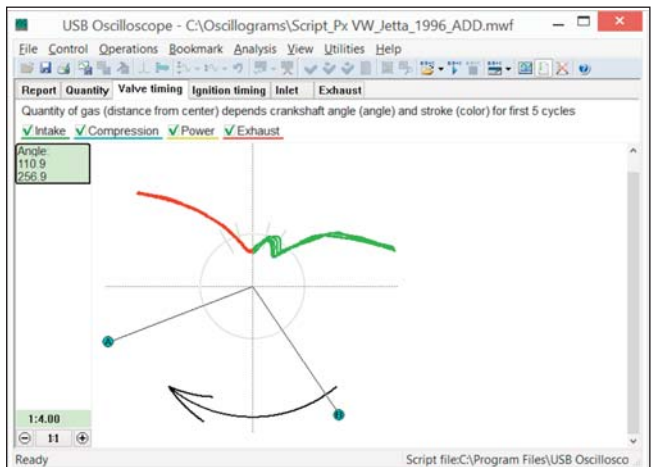 USB Oscilloscope - C:\Oscillograms\Script_Px VW_Jetta_1996_ADD.mwf
File Control Operations Bookmark Analysis View Utilities Help
Report Quantity Valve timing Ignition timing Inlet Exhaust
Quantity of gas (distance from center) depends crankshaft angle (angle) and stroke (color) for first 5 cycles
Intake Compression Power Exhaust
Angle:
110.9
256.9
A
B
1:4.00
1:1
Ready Script file:C:\Program Files\USB Oscillosco